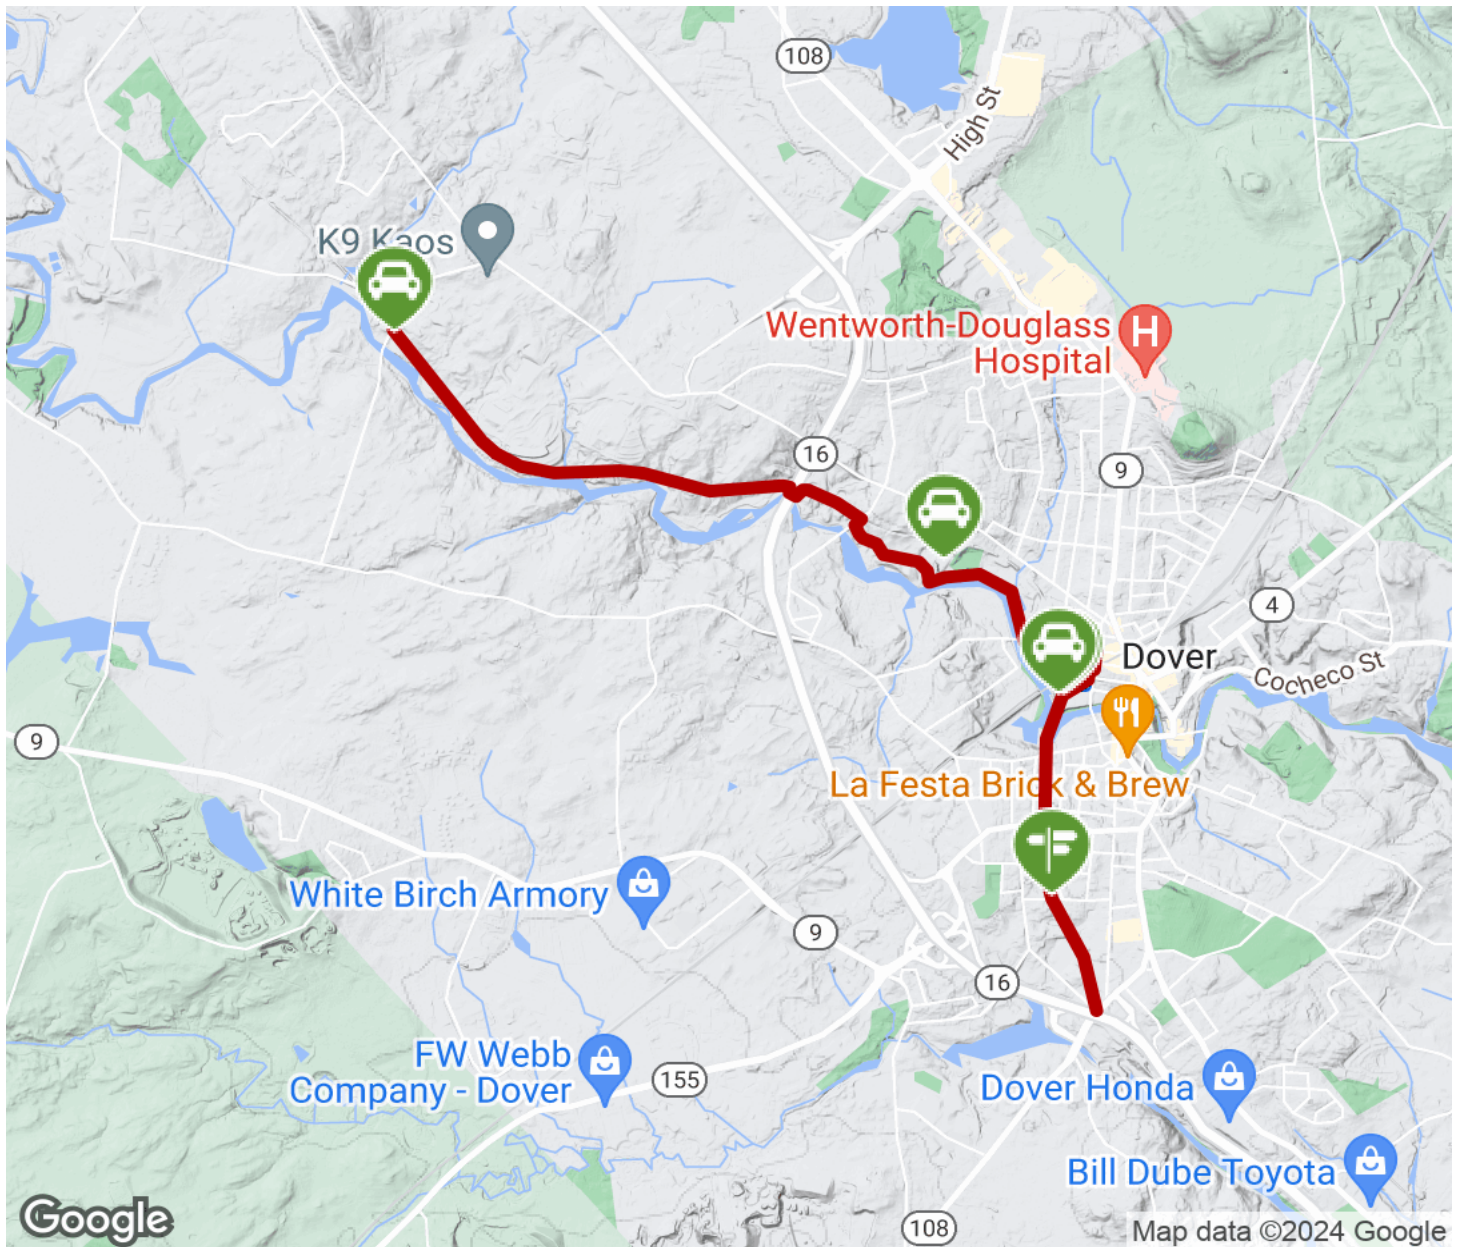 108
High St
K9 Kaos
Wentworth-Douglass
Hospital
H
16
9
4
Dover
Cocheco St
9
La Festa Brick & Brew
White Birch Armory
9
16
FW Webb
Company - Dover
155
Dover Honda
Bill Dube Toyota
108
Google
Map data ©2024 Google